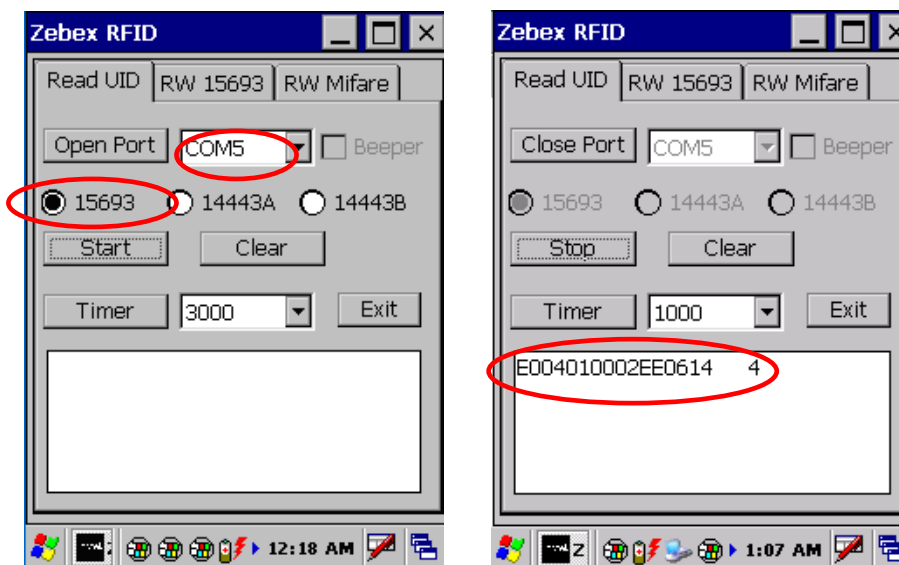 Zebex RFID
Read UID RW 15693 RW Mifare
Open Port COM5 Beeper
15693 14443A 14443B
Start Clear
Timer 3000 Exit
12:18 AM
Zebex RFID
Read UID RW 15693 RW Mifare
Close Port COM5 Beeper
15693 14443A 14443B
Stop Clear
Timer 1000 Exit
E004010002EE0614 4
Z 1:07 AM